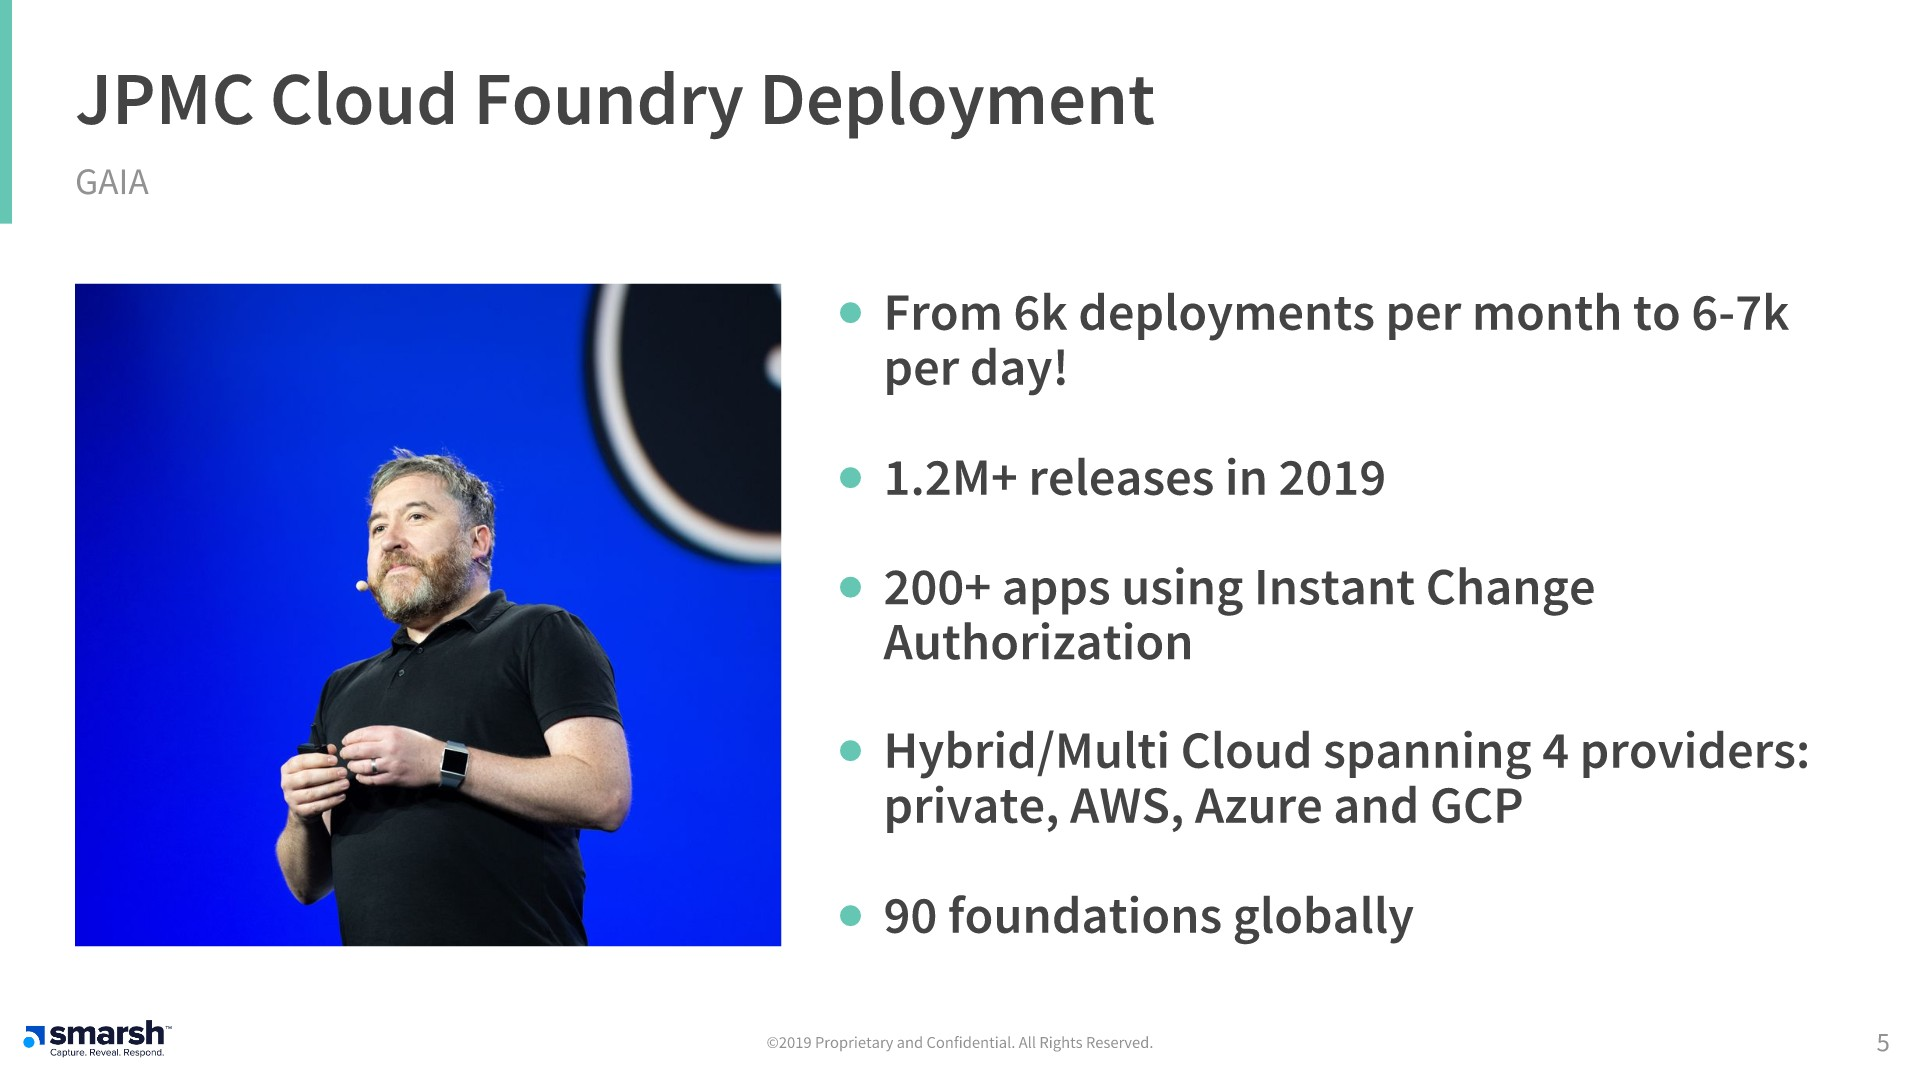 JPMC Cloud Foundry Deployment
GAIA
From 6k deployments per month to 6-7k
per day!
1.2M+ releases in 2019
200+ apps using Instant Change
Authorization
Hybrid/Multi Cloud spanning 4 providers:
private, AWS, Azure and GCP
90 foundations globally
smarsh™
Capture. Reveal. Respond.
©2019 Proprietary and Confidential. All Rights Reserved.
5